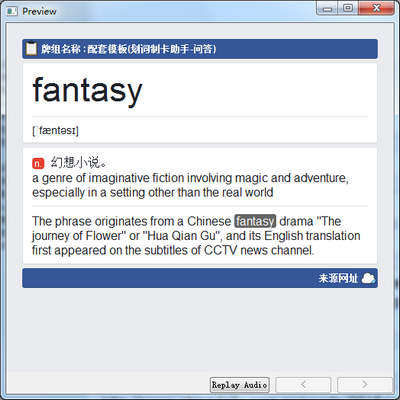 Preview
牌组名称:配套模板(划词制卡助手-问答)
fantasy
[ˈfæntəsɪ]
n. 幻想小说。
a genre of imaginative fiction involving magic and adventure,
especially in a setting other than the real world
The phrase originates from a Chinese fantasy drama "The
journey of Flower" or "Hua Qian Gu", and its English translation
first appeared on the subtitles of CCTV news channel.
来源网址
Replay Audio < >